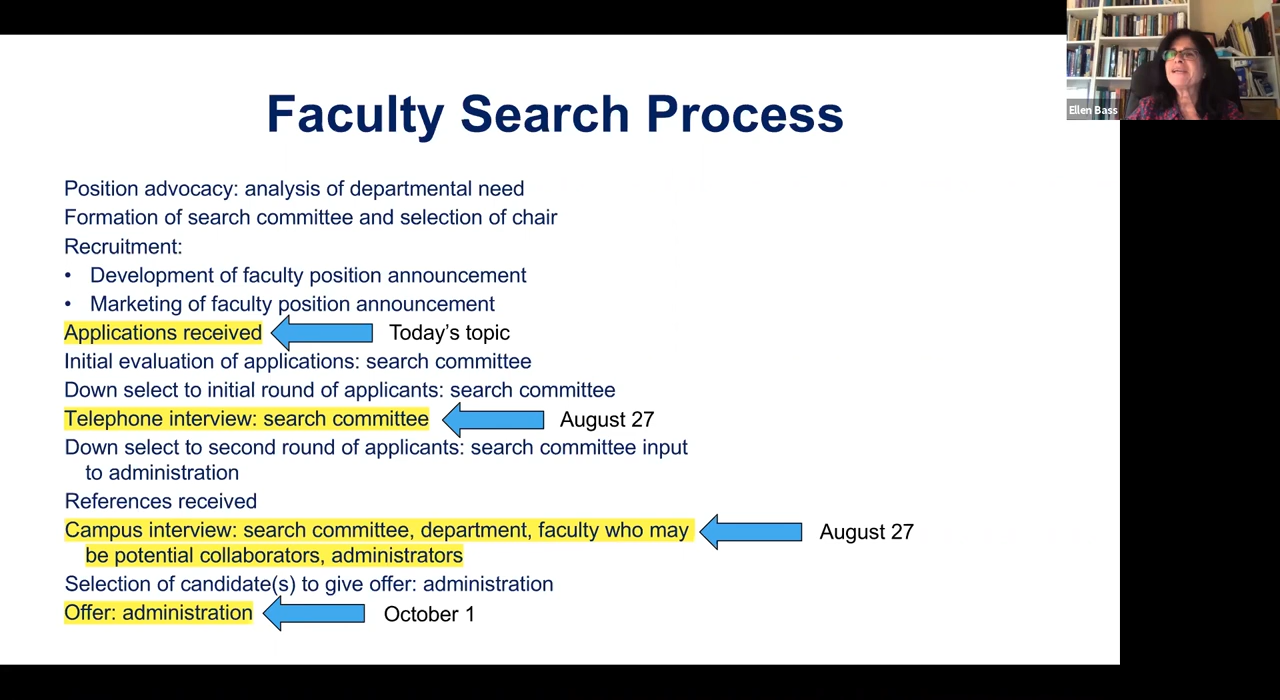 Ellen Bass
Faculty Search Process
Position advocacy: analysis of departmental need
Formation of search committee and selection of chair
Recruitment:
• Development of faculty position announcement
• Marketing of faculty position announcement
Applications received
Today’s topic
Initial evaluation of applications: search committee
Down select to initial round of applicants: search committee
Telephone interview: search committee
August 27
Down select to second round of applicants: search committee input
to administration
References received
Campus interview: search committee, department, faculty who may
be potential collaborators, administrators
August 27
Selection of candidate(s) to give offer: administration
Offer: administration
October 1